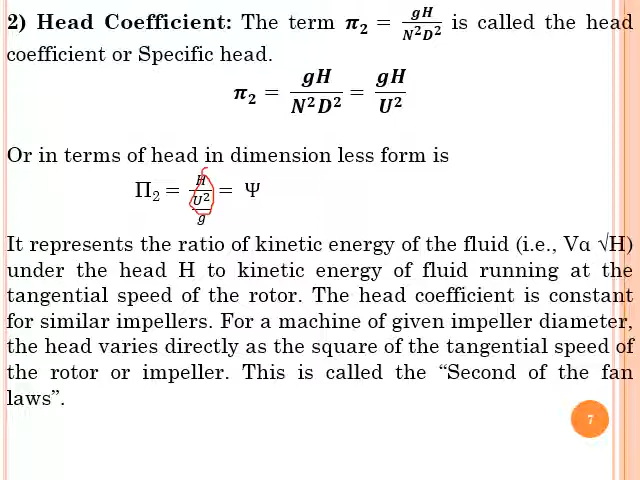 2) Head Coefficient: The term π₂ = gH/N²D² is called the head
coefficient or Specific head.
π₂ = gH/N²D² = gH/U²
Or in terms of head in dimension less form is
Π₂ = H/(U²/g) = Ψ
It represents the ratio of kinetic energy of the fluid (i.e., Vα √H)
under the head H to kinetic energy of fluid running at the
tangential speed of the rotor. The head coefficient is constant
for similar impellers. For a machine of given impeller diameter,
the head varies directly as the square of the tangential speed of
the rotor or impeller. This is called the “Second of the fan
laws”.
7